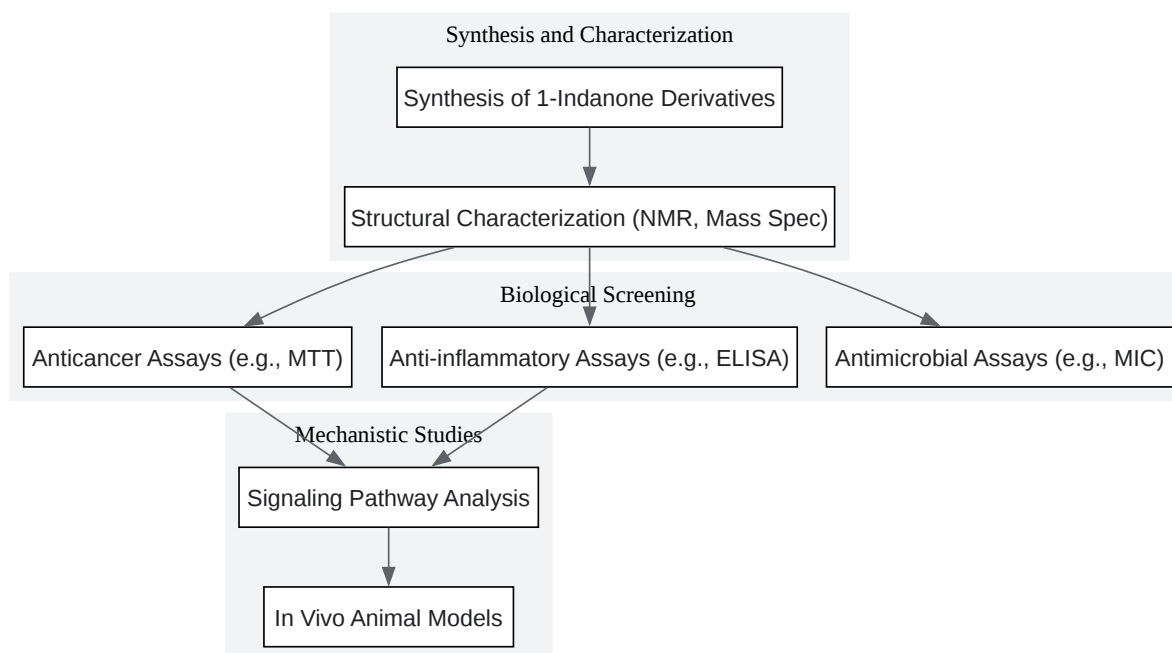 Synthesis and Characterization
Synthesis of 1-Indanone Derivatives
Structural Characterization (NMR, Mass Spec)
Biological Screening
Anticancer Assays (e.g., MTT)
Anti-inflammatory Assays (e.g., ELISA)
Antimicrobial Assays (e.g., MIC)
Mechanistic Studies
Signaling Pathway Analysis
In Vivo Animal Models